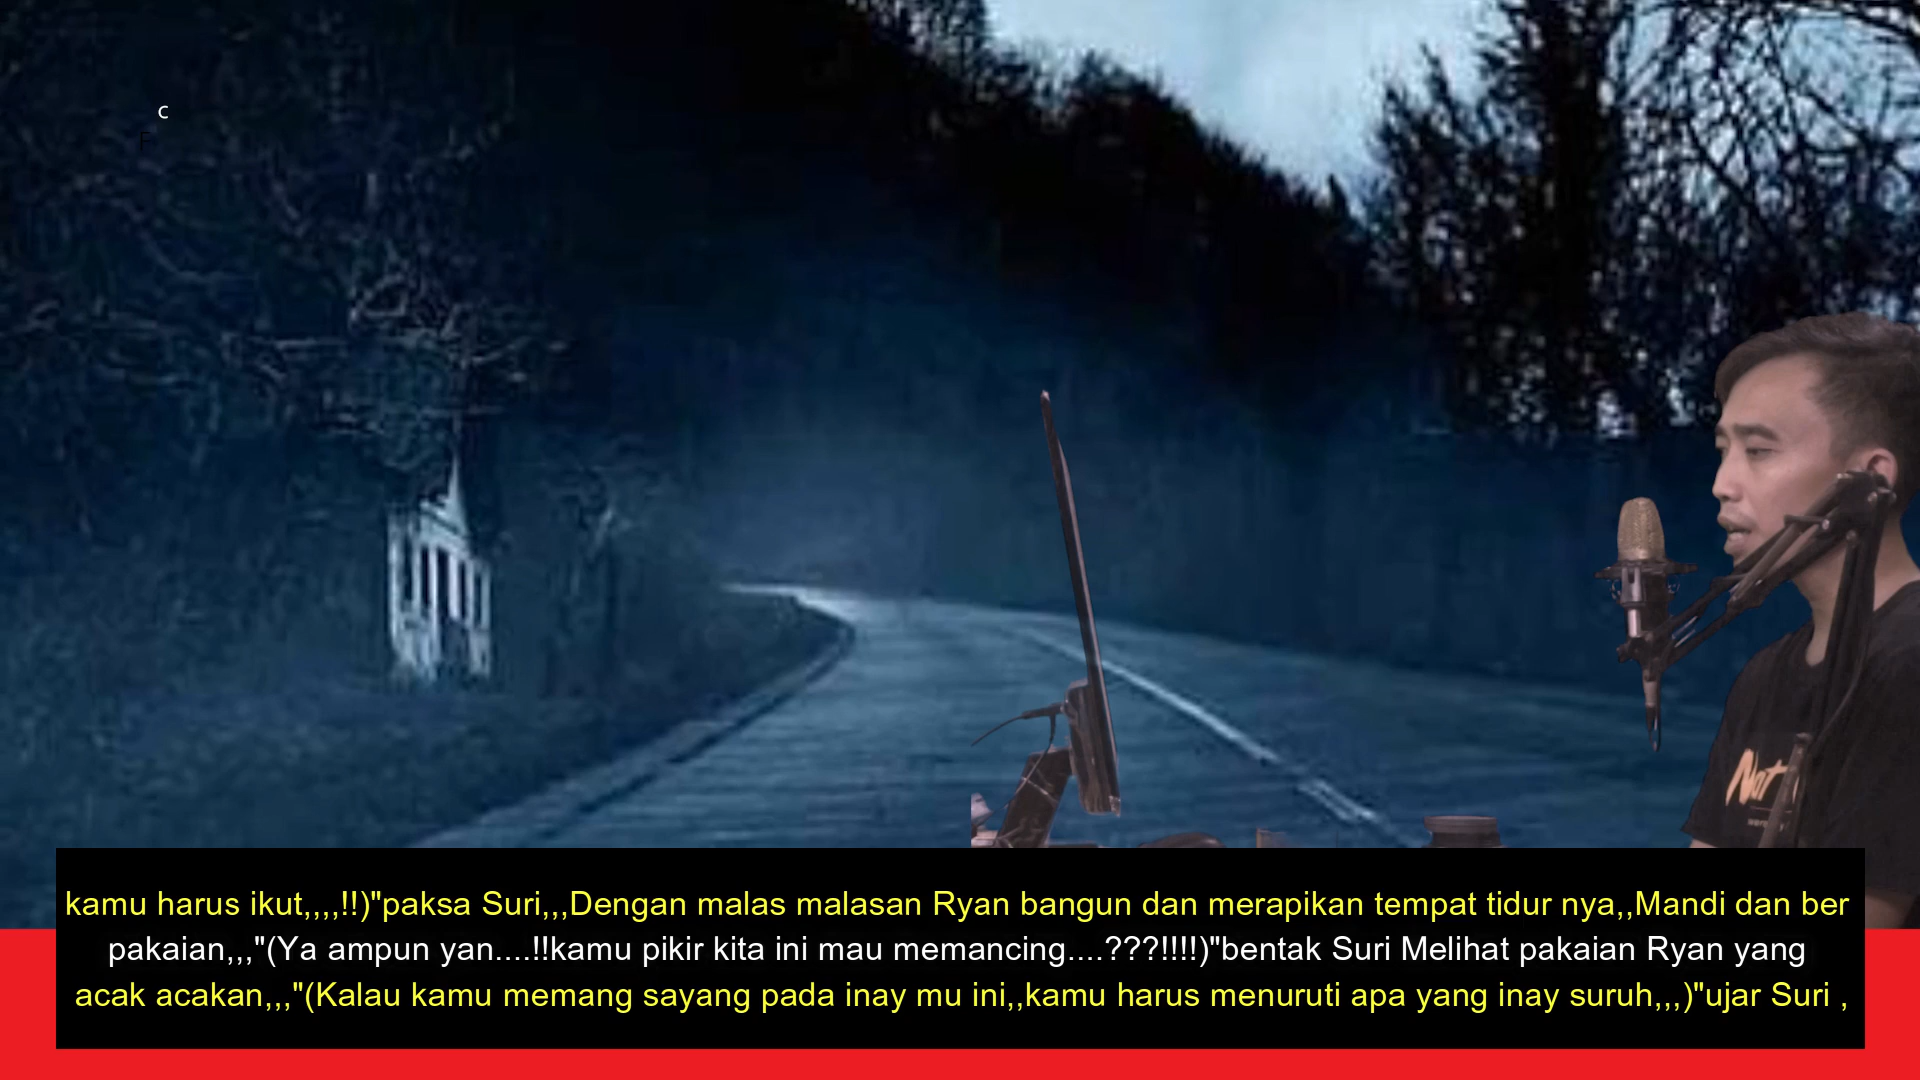 c
F
kamu harus ikut,,,,!!)"paksa Suri,,,Dengan malas malasan Ryan bangun dan merapikan tempat tidur nya,,Mandi dan ber
pakaian,,,"(Ya ampun yan....!!kamu pikir kita ini mau memancing....???!!!!)"bentak Suri Melihat pakaian Ryan yang
acak acakan,,,"(Kalau kamu memang sayang pada inay mu ini,,kamu harus menuruti apa yang inay suruh,,,)"ujar Suri ,